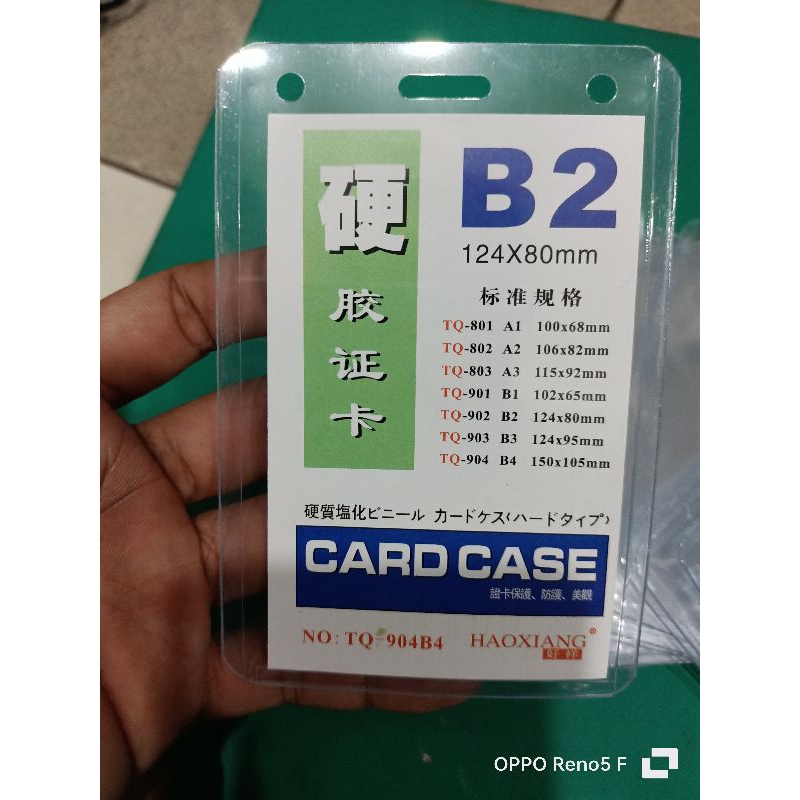 硬
胶
证
卡
B2
124X80mm
标准规格
TQ-801 A1 100x68mm
TQ-802 A2 106x82mm
TQ-803 A3 115x92mm
TQ-901 B1 102x65mm
TQ-902 B2 124x80mm
TQ-903 B3 124x95mm
TQ-904 B4 150x105mm
硬質塩化ビニール カードケス(ハードタイプ)
CARD CASE
證卡保護、防護、美觀
NO: TQ-904B4
HAOXIANG®
好祥
OPPO Reno5 F